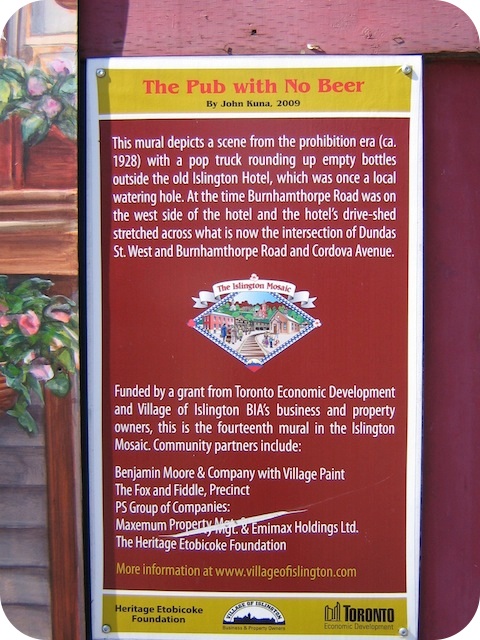 The Pub with No Beer
By John Kuna, 2009
This mural depicts a scene from the prohibition era (ca.
1928) with a pop truck rounding up empty bottles
outside the old Islington Hotel, which was once a local
watering hole. At the time Burnhamthorpe Road was on
the west side of the hotel and the hotel's drive-shed
stretched across what is now the intersection of Dundas
St. West and Burnhamthorpe Road and Cordova Avenue.
The Islington Mosaic
Funded by a grant from Toronto Economic Development
and Village of Islington BIA's business and property
owners, this is the fourteenth mural in the Islington
Mosaic. Community partners include:
Benjamin Moore & Company with Village Paint
The Fox and Fiddle, Precinct
PS Group of Companies:
Maxemum Property Mgt. & Emimax Holdings Ltd.
The Heritage Etobicoke Foundation
More information at www.villageofislington.com
Heritage Etobicoke
Foundation
VILLAGE OF ISLINGTON
Business & Property Owners
TORONTO
Economic Development